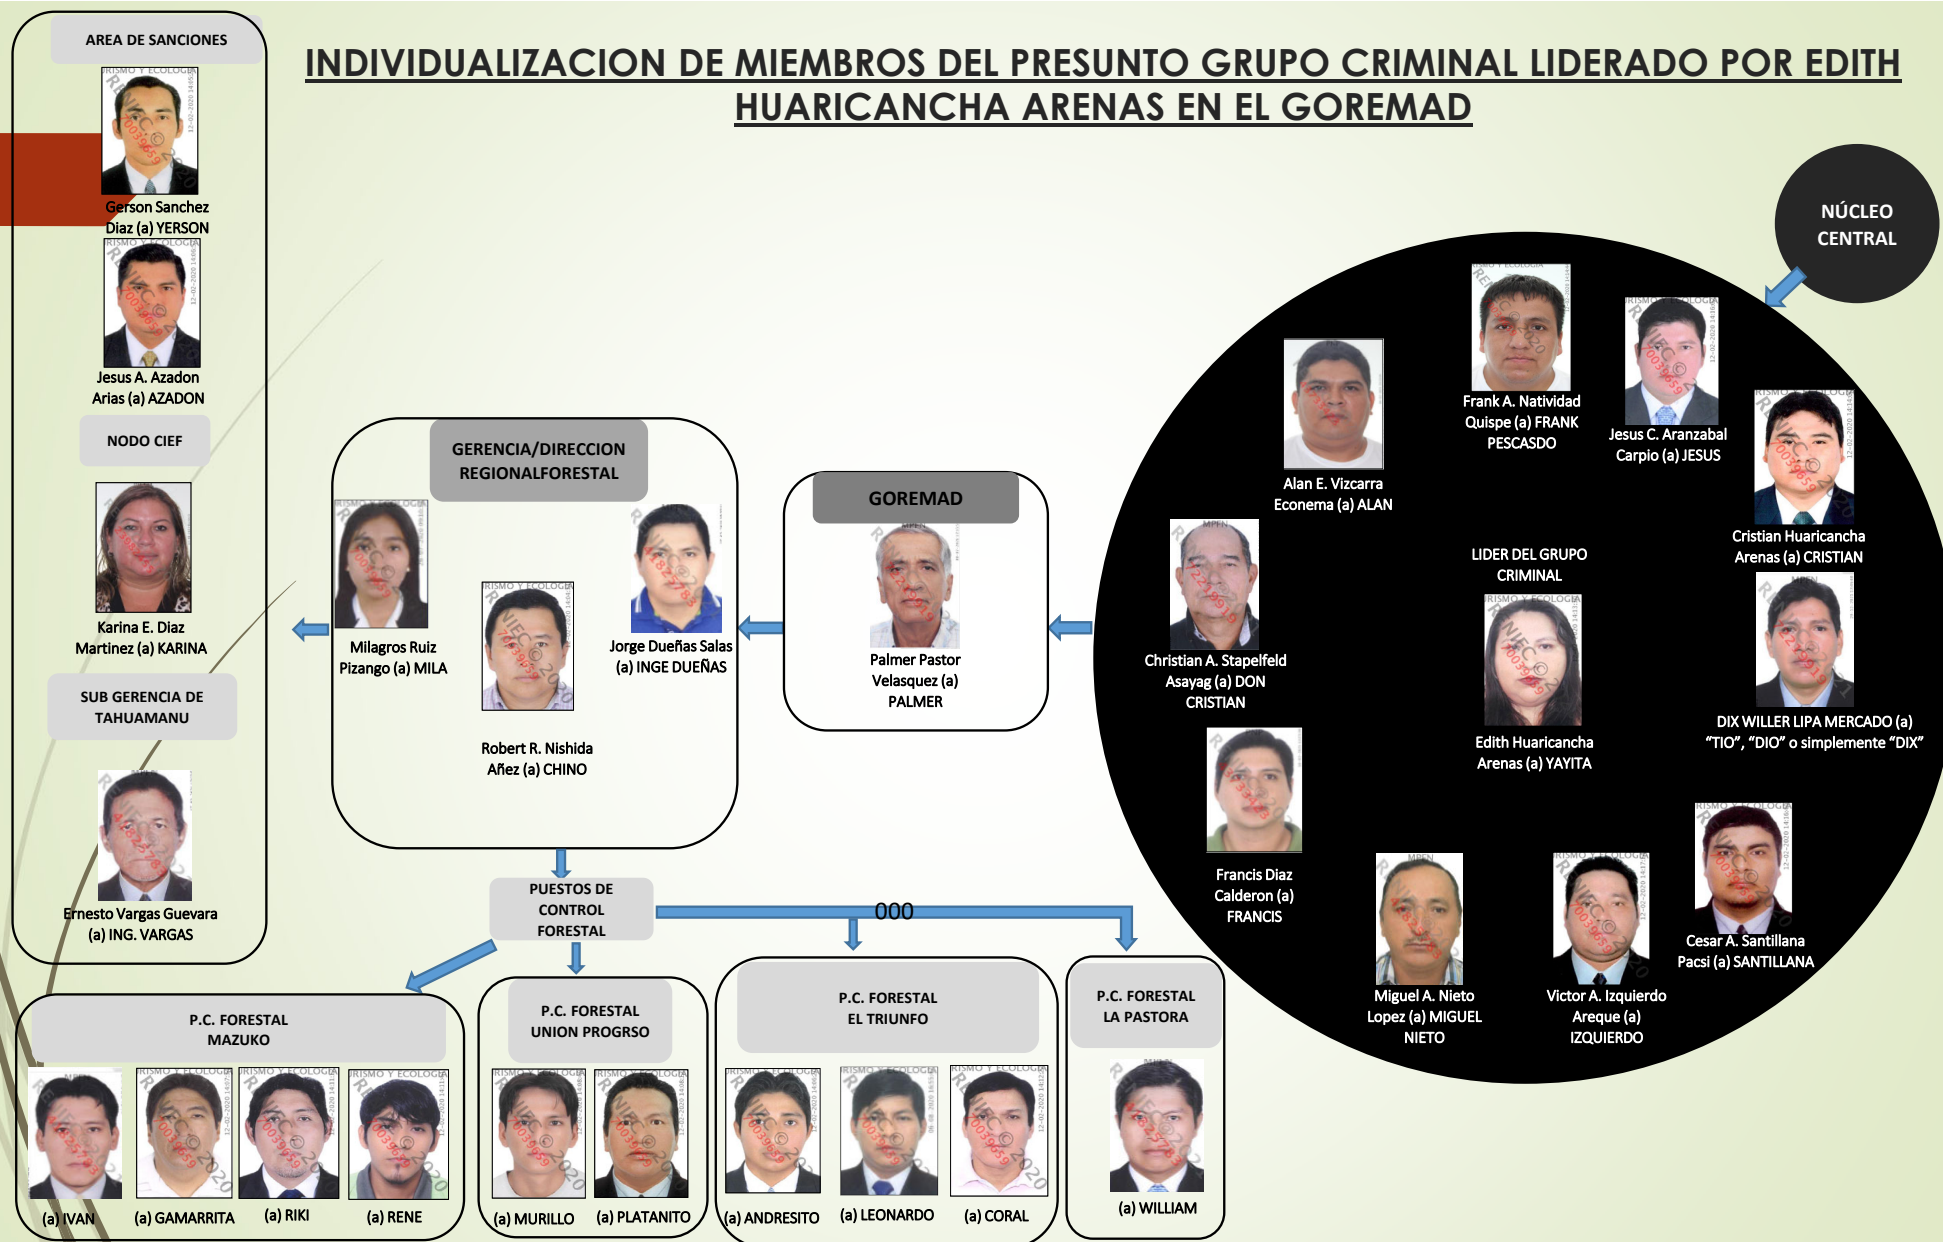 INDIVIDUALIZACION DE MIEMBROS DEL PRESUNTO GRUPO CRIMINAL LIDERADO POR EDITH
HUARICANCHA ARENAS EN EL GOREMAD
AREA DE SANCIONES
Gerson Sanchez
Diaz (a) YERSON
Jesus A. Azadon
Arias (a) AZADON
NODO CIEF
Karina E. Diaz
Martinez (a) KARINA
SUB GERENCIA DE
TAHUAMANU
Ernesto Vargas Guevara
(a) ING. VARGAS
GERENCIA/DIRECCION
REGIONALFORESTAL
Milagros Ruiz
Pizango (a) MILA
Robert R. Nishida
Añez (a) CHINO
Jorge Dueñas Salas
(a) INGE DUEÑAS
GOREMAD
Palmer Pastor
Velasquez (a)
PALMER
NÚCLEO
CENTRAL
Frank A. Natividad
Quispe (a) FRANK
PESCASDO
Jesus C. Aranzabal
Carpio (a) JESUS
Alan E. Vizcarra
Econema (a) ALAN
Cristian Huaricancha
Arenas (a) CRISTIAN
LIDER DEL GRUPO
CRIMINAL
Edith Huaricancha
Arenas (a) YAYITA
Christian A. Stapelfeld
Asayag (a) DON
CRISTIAN
DIX WILLER LIPA MERCADO (a)
“TIO”, “DIO” o simplemente “DIX”
Francis Diaz
Calderon (a)
FRANCIS
Cesar A. Santillana
Pacsi (a) SANTILLANA
Miguel A. Nieto
Lopez (a) MIGUEL
NIETO
Victor A. Izquierdo
Areque (a)
IZQUIERDO
PUESTOS DE
CONTROL
FORESTAL
000
P.C. FORESTAL
MAZUKO
(a) IVAN
(a) GAMARRITA
(a) RIKI
(a) RENE
P.C. FORESTAL
UNION PROGRSO
(a) MURILLO
(a) PLATANITO
P.C. FORESTAL
EL TRIUNFO
(a) ANDRESITO
(a) LEONARDO
(a) CORAL
P.C. FORESTAL
LA PASTORA
(a) WILLIAM